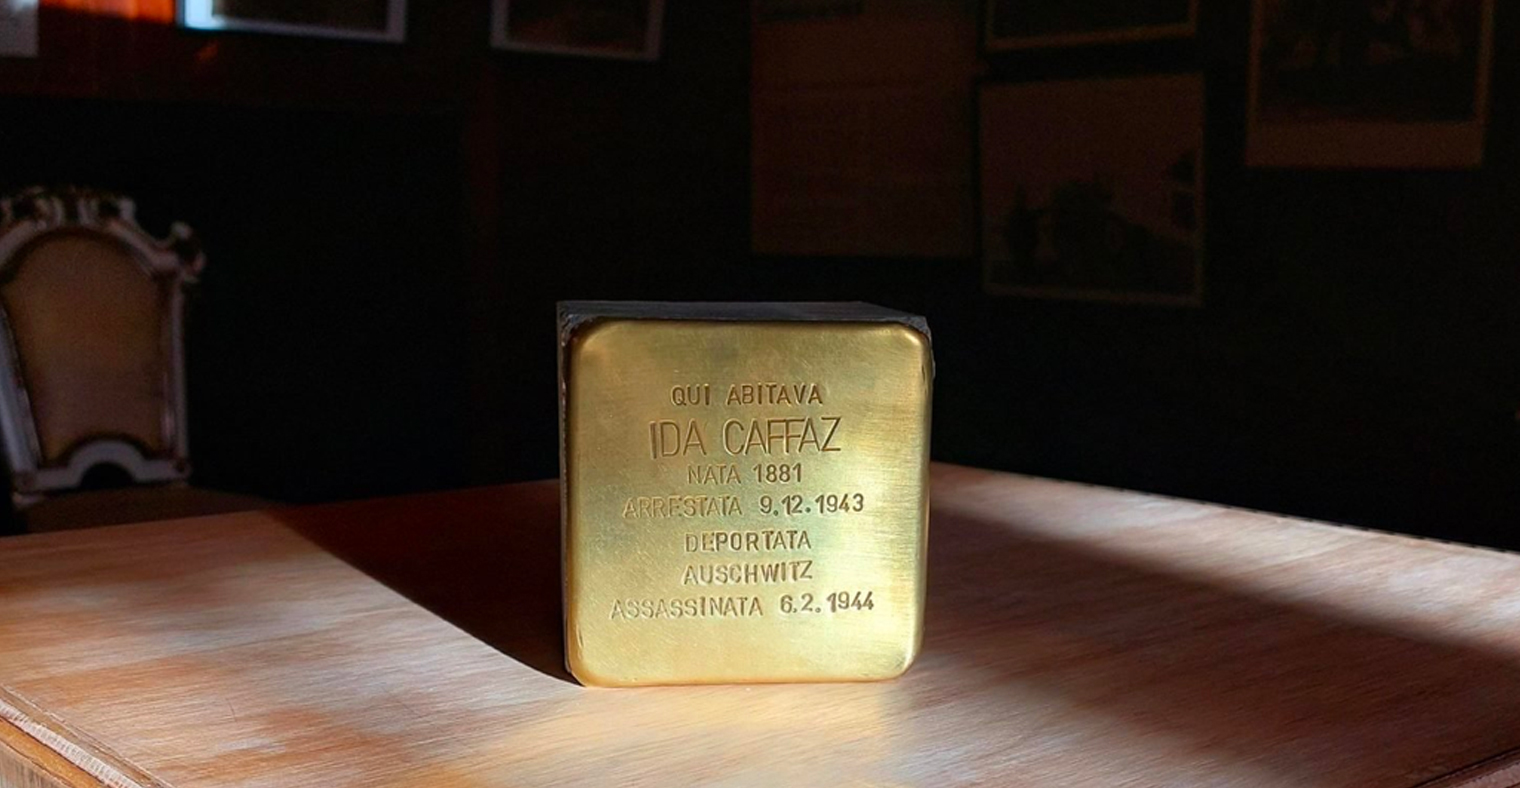 QUI ABITAVA
IDA CAFFAZ
NATA 1881
ARRESTATA 9.12.1943
DEPORTATA
AUSCHWITZ
ASSASSINATA 6.2.1944